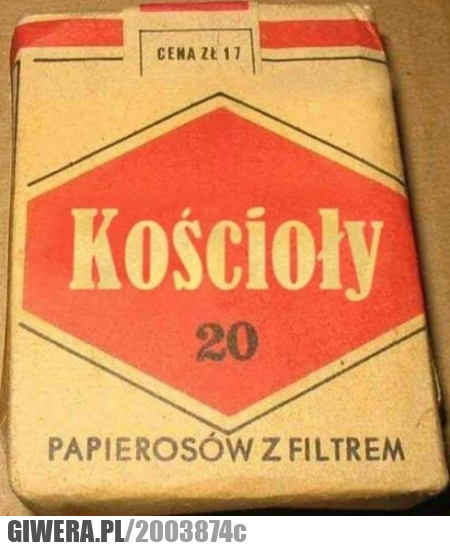 CENA ZŁ 17
Kościoły
20
PAPIEROSÓW Z FILTREM
GIWERA.PL/2003874c